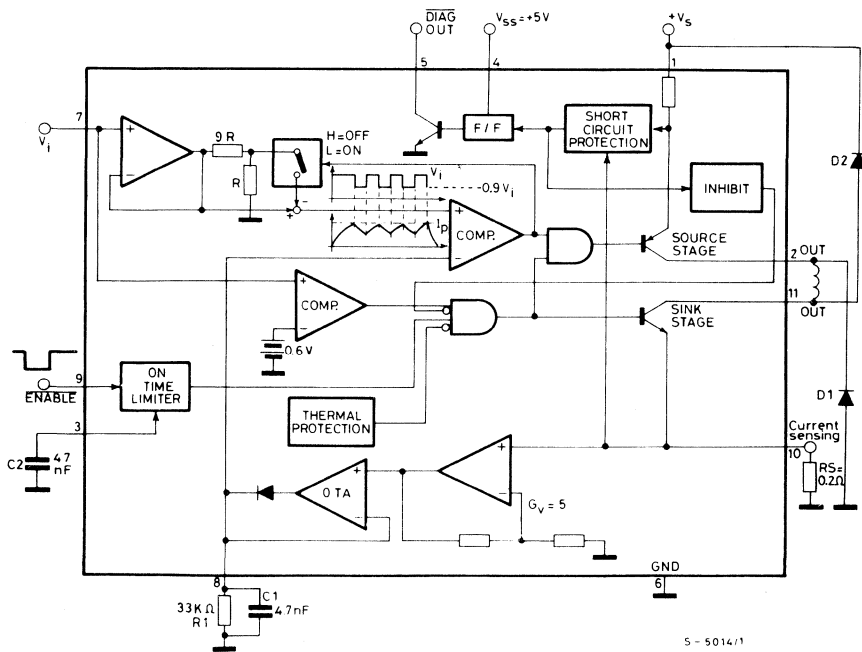 DIAG
OUT
VSS=+5V
+Vs
5
4
1
7
Vi
9R
R
H=OFF
L=ON
F/F
SHORT
CIRCUIT
PROTECTION
D2
INHIBIT
Vi
0.9 Vi
Ip
+
-
COMP.
SOURCE
STAGE
2
OUT
11
OUT
SINK
STAGE
COMP.
0.6V
9
ENABLE
ON
TIME
LIMITER
3
C2
47
nF
THERMAL
PROTECTION
D1
Current
sensing
10
RS=
0.2Ω
OTA
Gv = 5
8
33KΩ
R1
C1
4.7nF
GND
6
S-5014/1